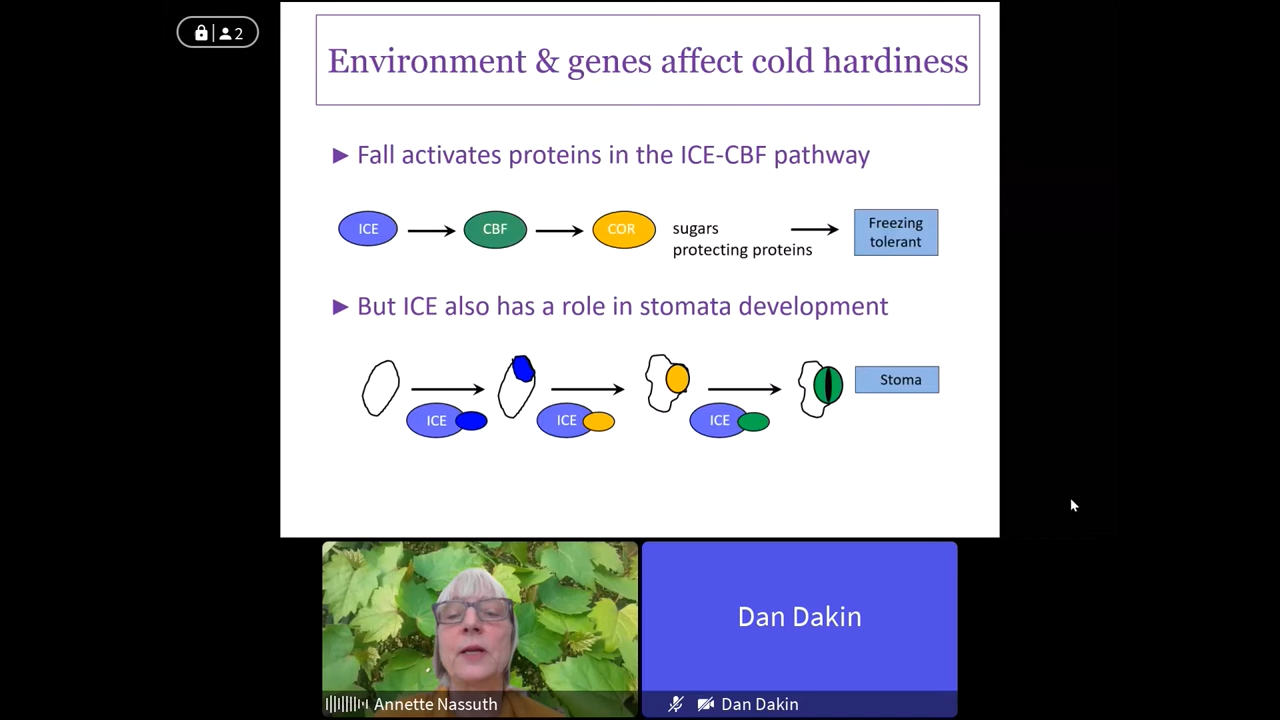 2
Environment & genes affect cold hardiness
► Fall activates proteins in the ICE-CBF pathway
ICE
CBF
COR
sugars
protecting proteins
Freezing
tolerant
► But ICE also has a role in stomata development
Stoma
ICE
ICE
ICE
Dan Dakin
Annette Nassuth
Dan Dakin